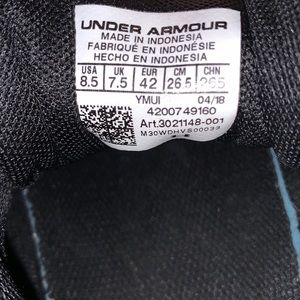 UNDER ARMOUR
MADE IN INDONESIA
FABRIQUÉ EN INDONÉSIE
HECHO EN INDONESIA
USA UK EUR CM CHN
8.5 7.5 42 26.5 265
YMUI 04/18
4200749160
Art.3021148-001
M30WDHVS00033